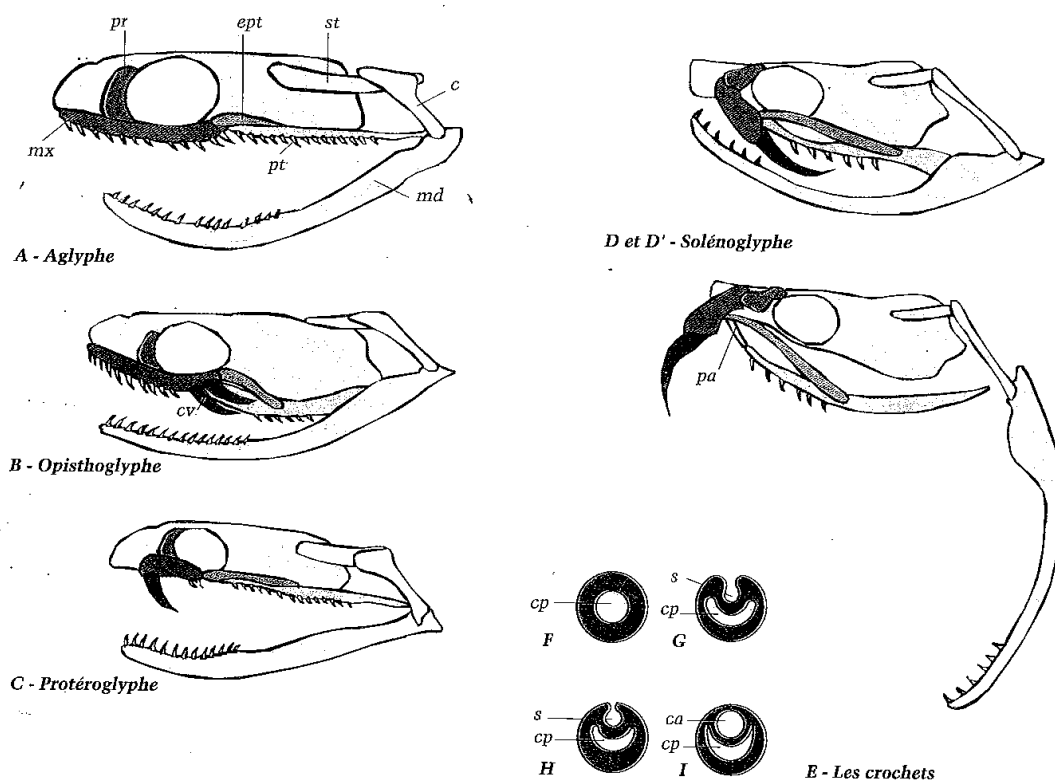 pr
ept
st
c
mx
pt
md
A - Aglyphe
D et D' - Solénoglyphe
cv
B - Opisthoglyphe
pa
C - Protéroglyphe
cp
F
s
cp
G
s
cp
H
ca
cp
I
E - Les crochets